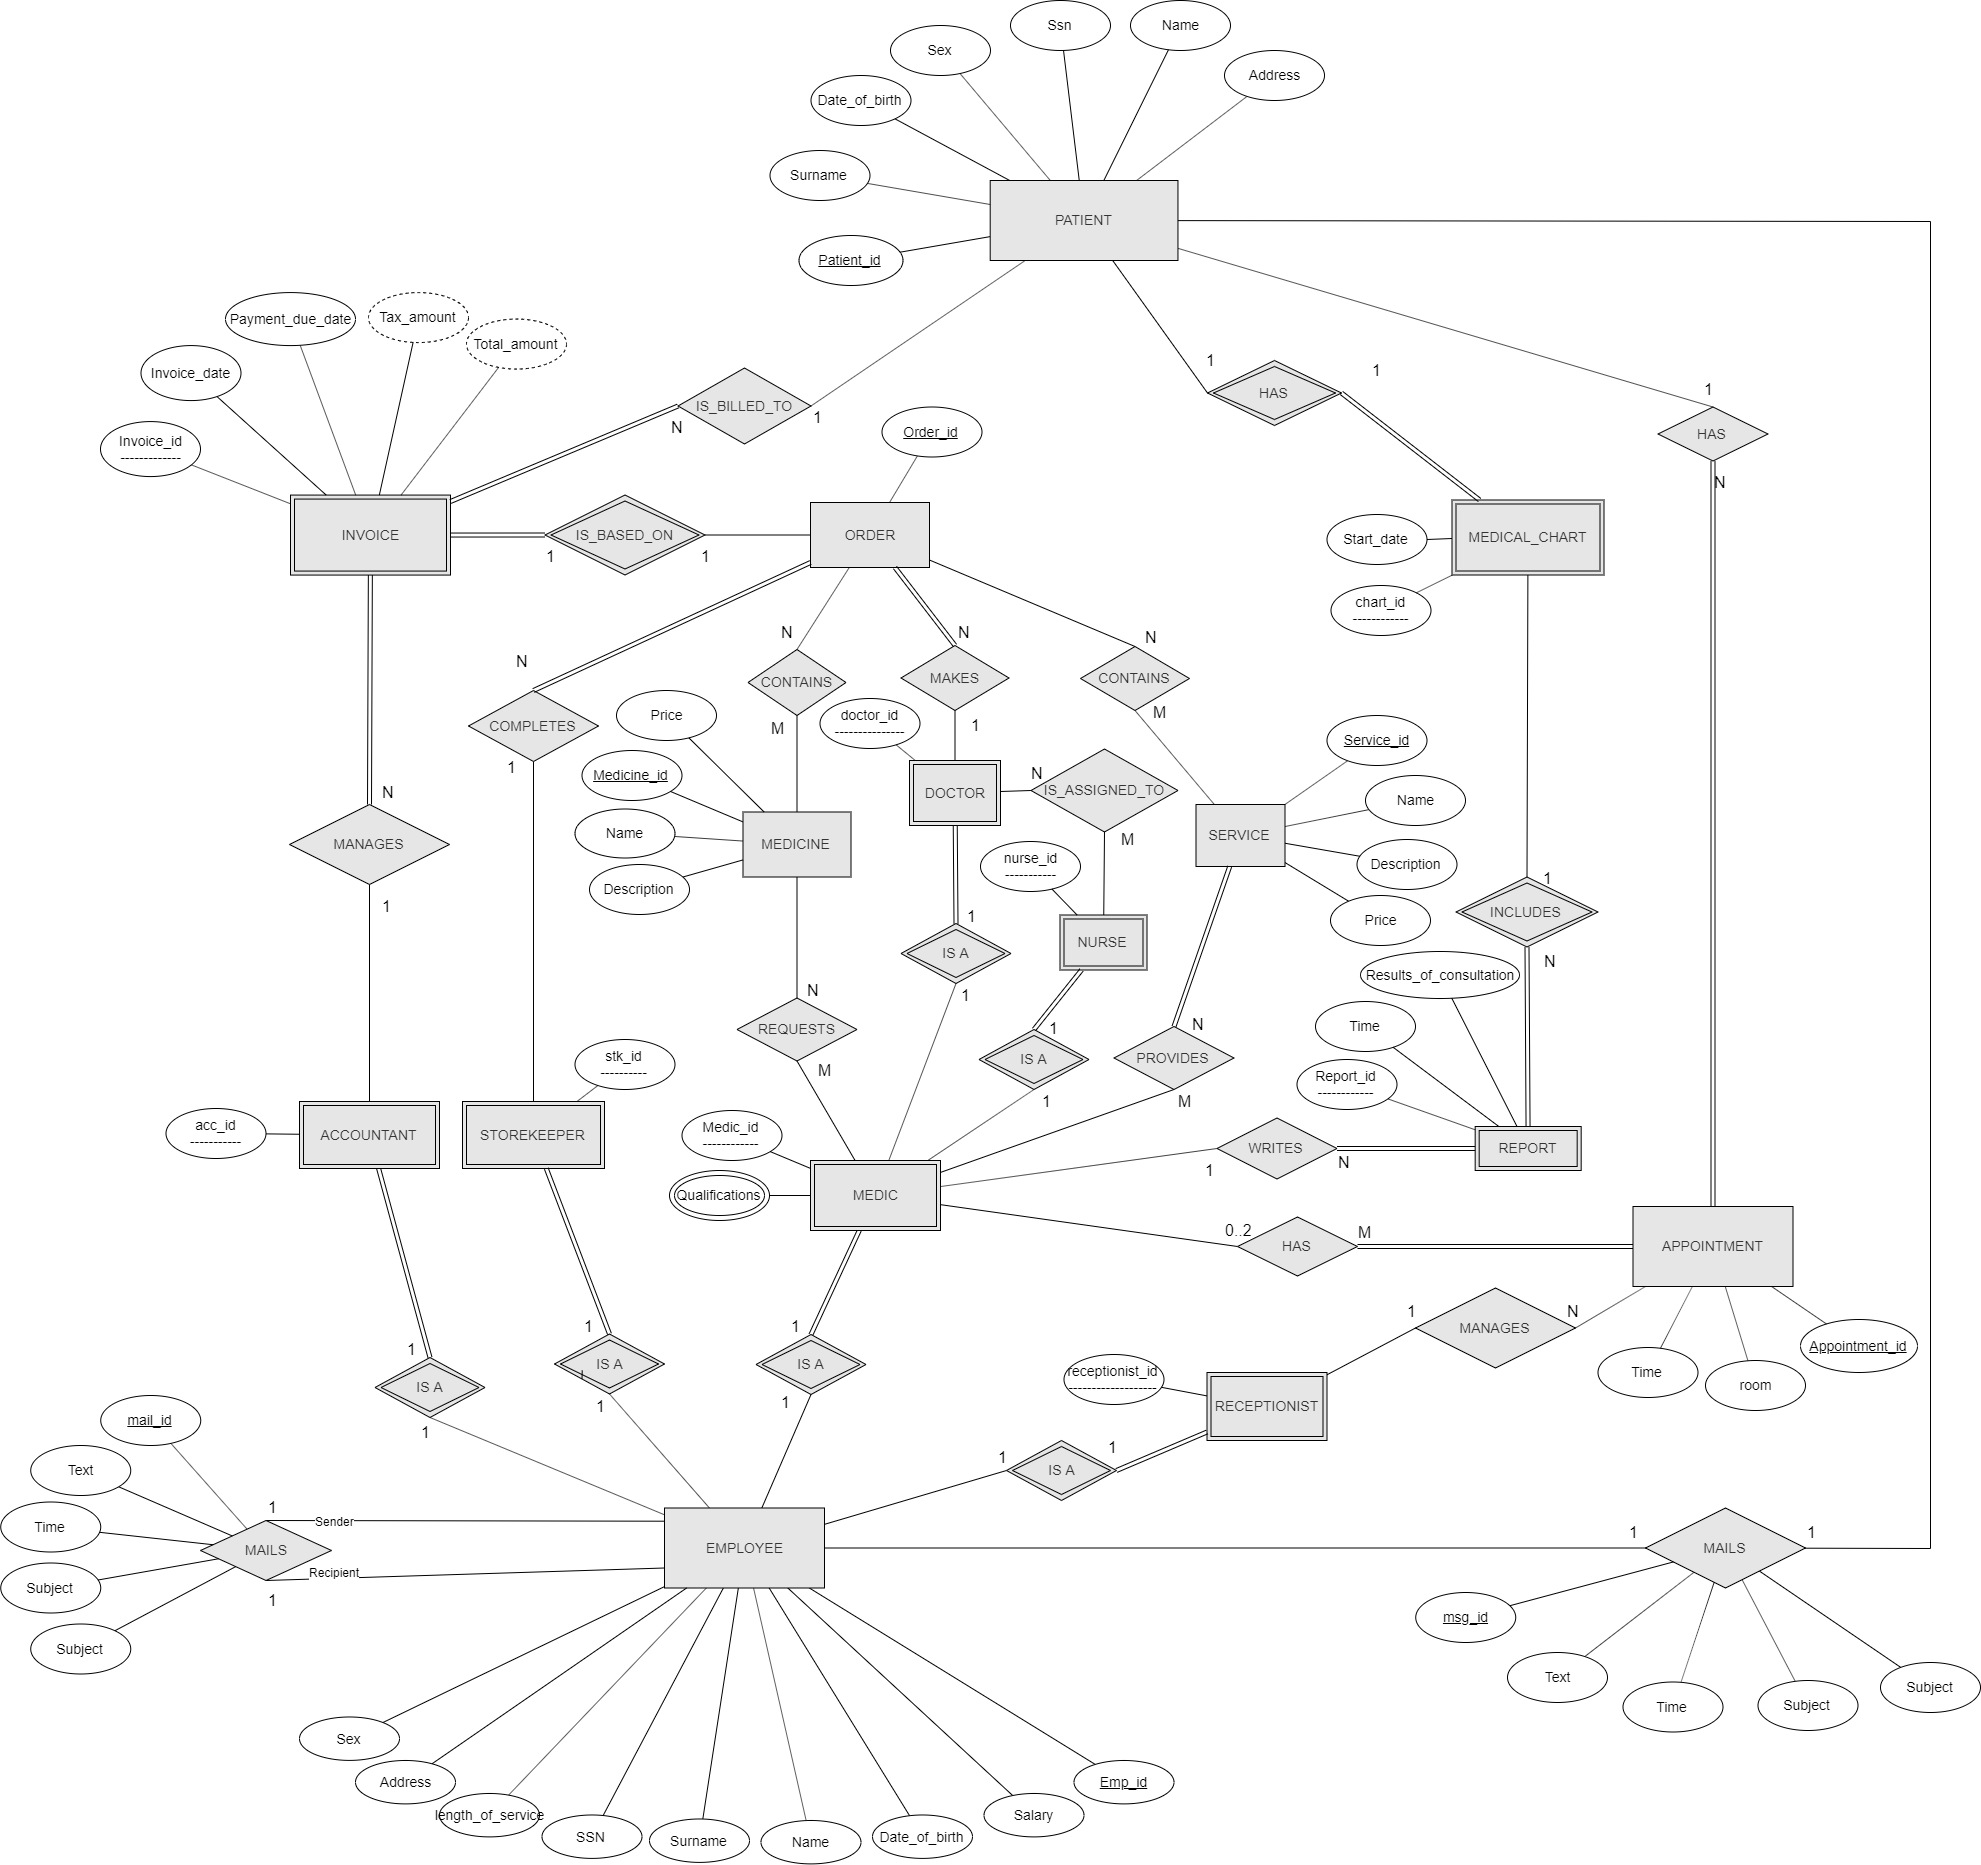 Ssn
Name
Sex
Address
Date_of_birth
Surname
PATIENT
Patient_id
Payment_due_date
Tax_amount
Total_amount
Invoice_date
1
1
HAS
1
IS_BILLED_TO
1
N
Order_id
HAS
Invoice_id
-------------
N
INVOICE
IS_BASED_ON
ORDER
1
1
Start_date
MEDICAL_CHART
chart_id
------------
N
N
N
N
CONTAINS
MAKES
CONTAINS
COMPLETES
Price
M
doctor_id
---------------
1
M
1
Service_id
Medicine_id
N
IS_ASSIGNED_TO
DOCTOR
N
Name
Name
MEDICINE
MANAGES
M
SERVICE
nurse_id
-----------
Description
Description
1
1
1
INCLUDES
Price
NURSE
IS A
N
Results_of_consultation
N
1
REQUESTS
1
N
Time
stk_id
----------
M
IS A
PROVIDES
Report_id
------------
1
M
acc_id
-----------
ACCOUNTANT
STOREKEEPER
Medic_id
------------
WRITES
REPORT
1
N
Qualifications
MEDIC
0..2
M
HAS
APPOINTMENT
1
1
1
1
MANAGES
N
IS A
IS A
IS A
receptionist_id
-------------------
Time
room
Appointment_id
1
1
1
RECEPTIONIST
mail_id
1
1
IS A
Text
1
Sender
Time
MAILS
EMPLOYEE
1
MAILS
1
Recipient
Subject
1
msg_id
Subject
Text
Time
Subject
Subject
Sex
Address
length_of_service
SSN
Surname
Name
Date_of_birth
Salary
Emp_id